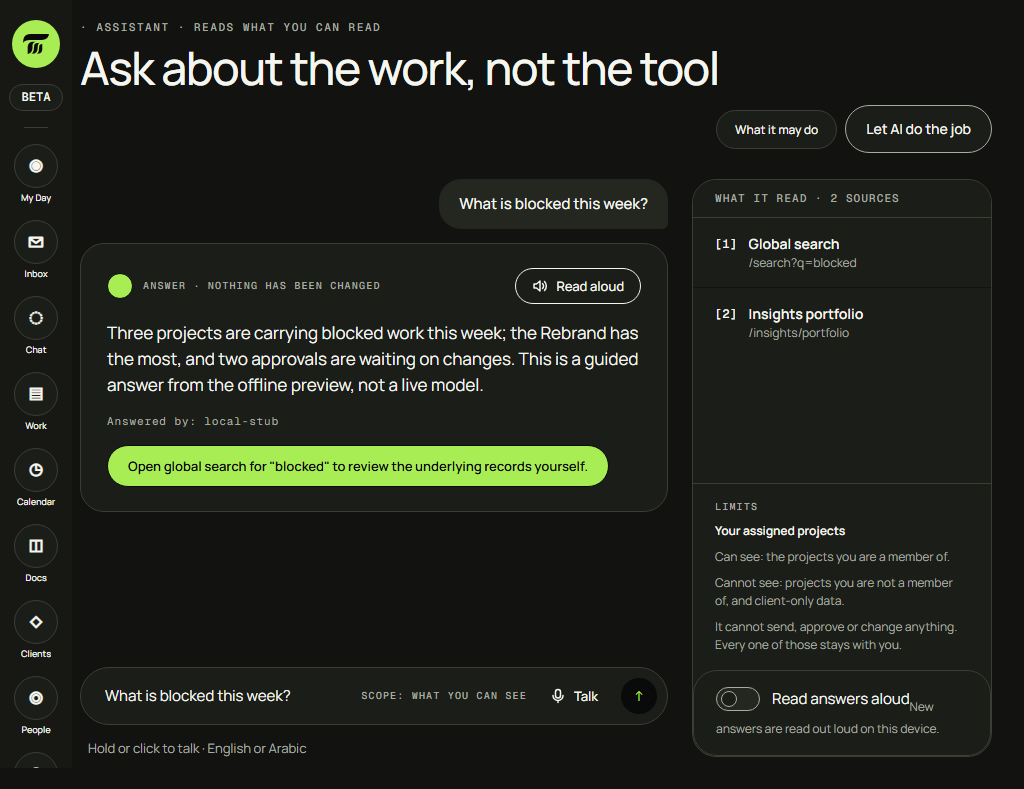 · ASSISTANT · READS WHAT YOU CAN READ
Ask about the work, not the tool
BETA
My Day
Inbox
Chat
Work
Calendar
Docs
Clients
People
What it may do
Let AI do the job
What is blocked this week?
ANSWER · NOTHING HAS BEEN CHANGED
Read aloud
Three projects are carrying blocked work this week; the Rebrand has
the most, and two approvals are waiting on changes. This is a guided
answer from the offline preview, not a live model.
Answered by: local-stub
Open global search for "blocked" to review the underlying records yourself.
What is blocked this week?
SCOPE: WHAT YOU CAN SEE
Talk
Hold or click to talk · English or Arabic
WHAT IT READ · 2 SOURCES
[1] Global search
/search?q=blocked
[2] Insights portfolio
/insights/portfolio
LIMITS
Your assigned projects
Can see: the projects you are a member of.
Cannot see: projects you are not a member
of, and client-only data.
It cannot send, approve or change anything.
Every one of those stays with you.
Read answers aloud
New
answers are read out loud on this device.